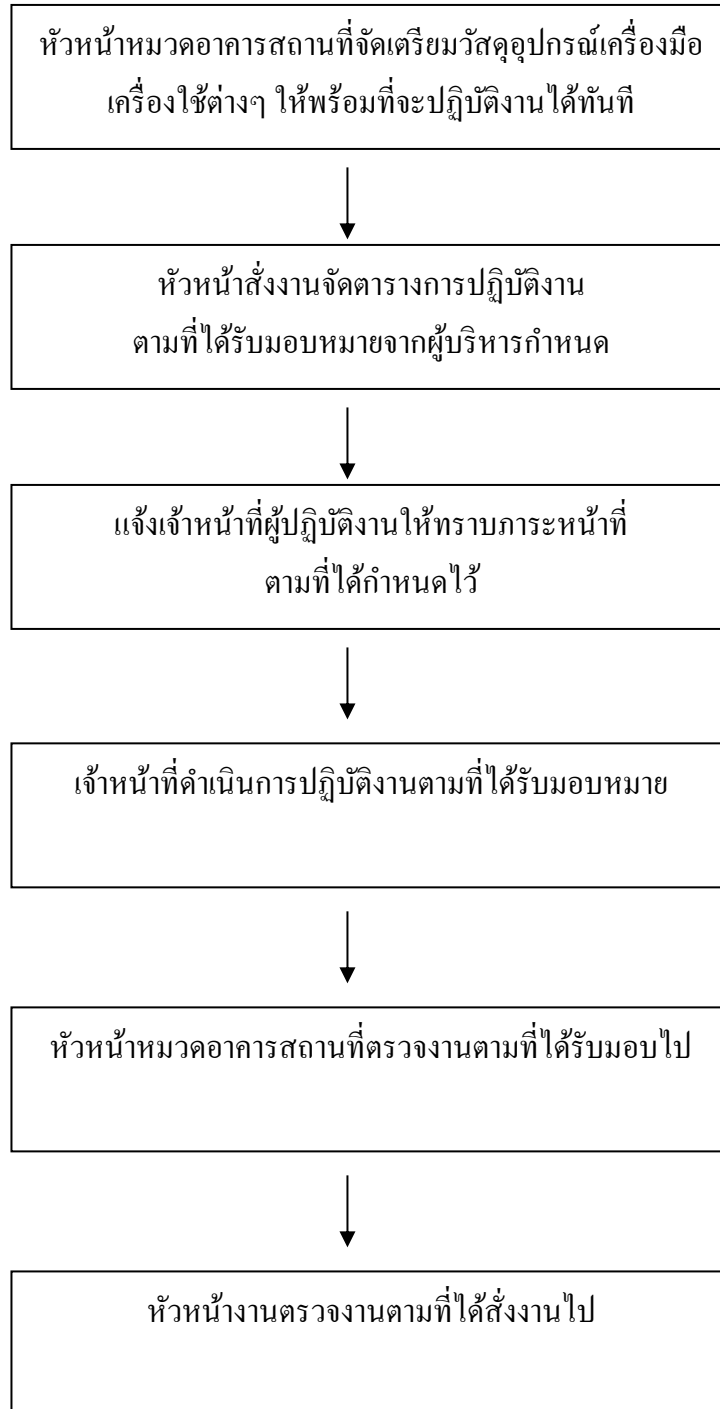 หัวหน้าหมวดอาคารสถานที่จัดเตรียมวัสดุอุปกรณ์เครื่องมือ
เครื่องใช้ต่างๆ ให้พร้อมที่จะปฏิบัติงานได้ทันที
หัวหน้าสั่งงานจัดตารางการปฏิบัติงาน
ตามที่ได้รับมอบหมายจากผู้บริหารกำหนด
แจ้งเจ้าหน้าที่ผู้ปฏิบัติงานให้ทราบภาระหน้าที่
ตามที่ได้กำหนดไว้
เจ้าหน้าที่ดำเนินการปฏิบัติงานตามที่ได้รับมอบหมาย
หัวหน้าหมวดอาคารสถานที่ตรวจงานตามที่ได้รับมอบไป
หัวหน้างานตรวจงานตามที่ได้สั่งงานไป